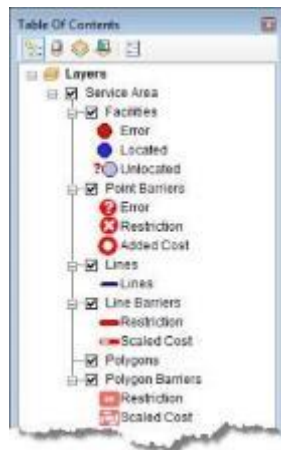 Table Of Contents
Layers
Service Area
Facilities
Error
Located
Unlocated
Point Barriers
Error
Restriction
Added Cost
Lines
Lines
Line Barriers
Restriction
Scaled Cost
Polygons
Polygon Barriers
Restriction
Scaled Cost